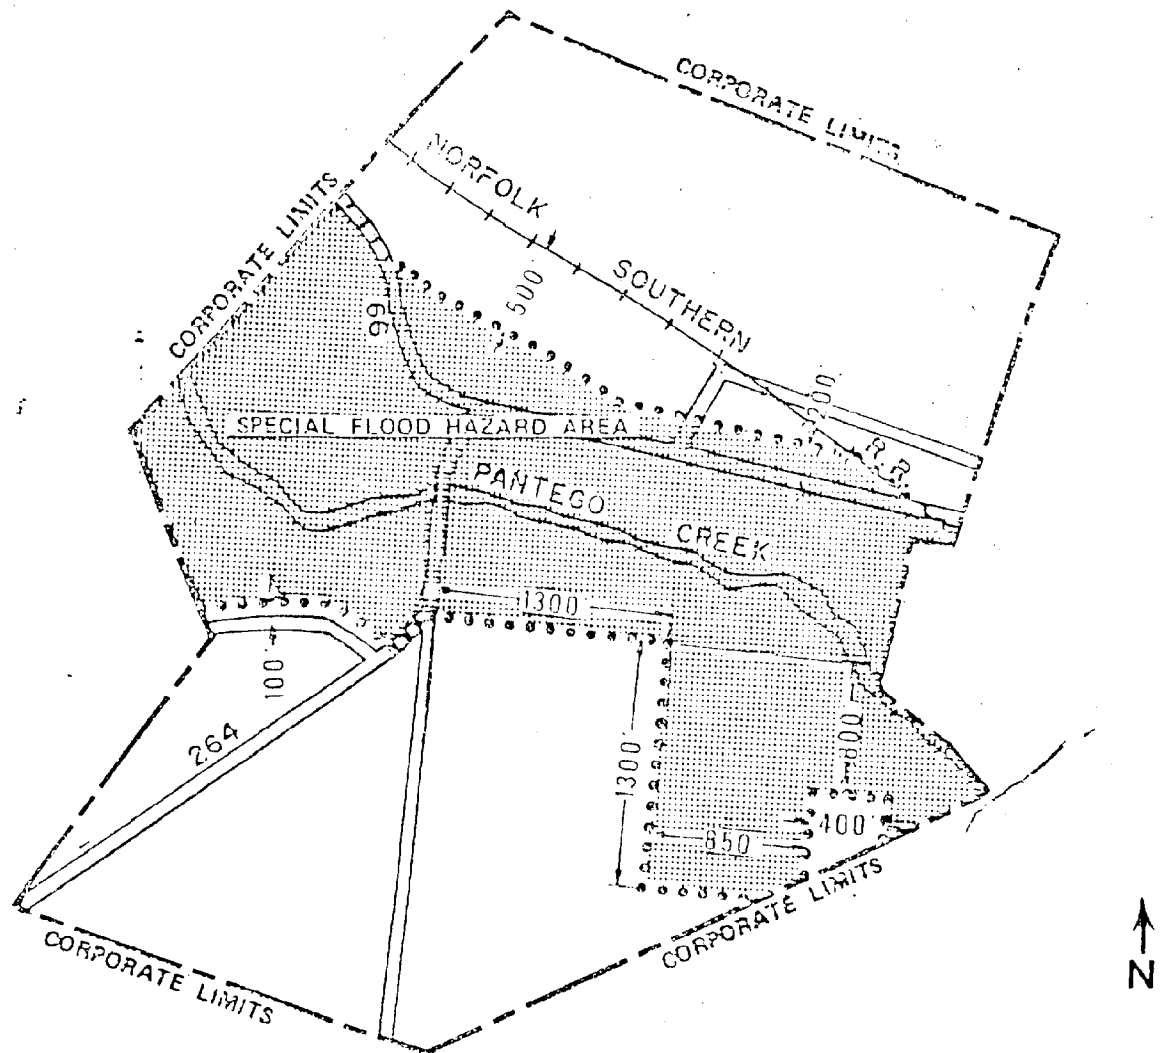 CORPORATE LIMITS
NORFOLK SOUTHERN R.R.
CORPORATE LIMITS
500'
99
200'
SPECIAL FLOOD HAZARD AREA
PANTEGO CREEK
1300'
100'
264
1300'
800'
400'
850'
CORPORATE LIMITS
CORPORATE LIMITS
N